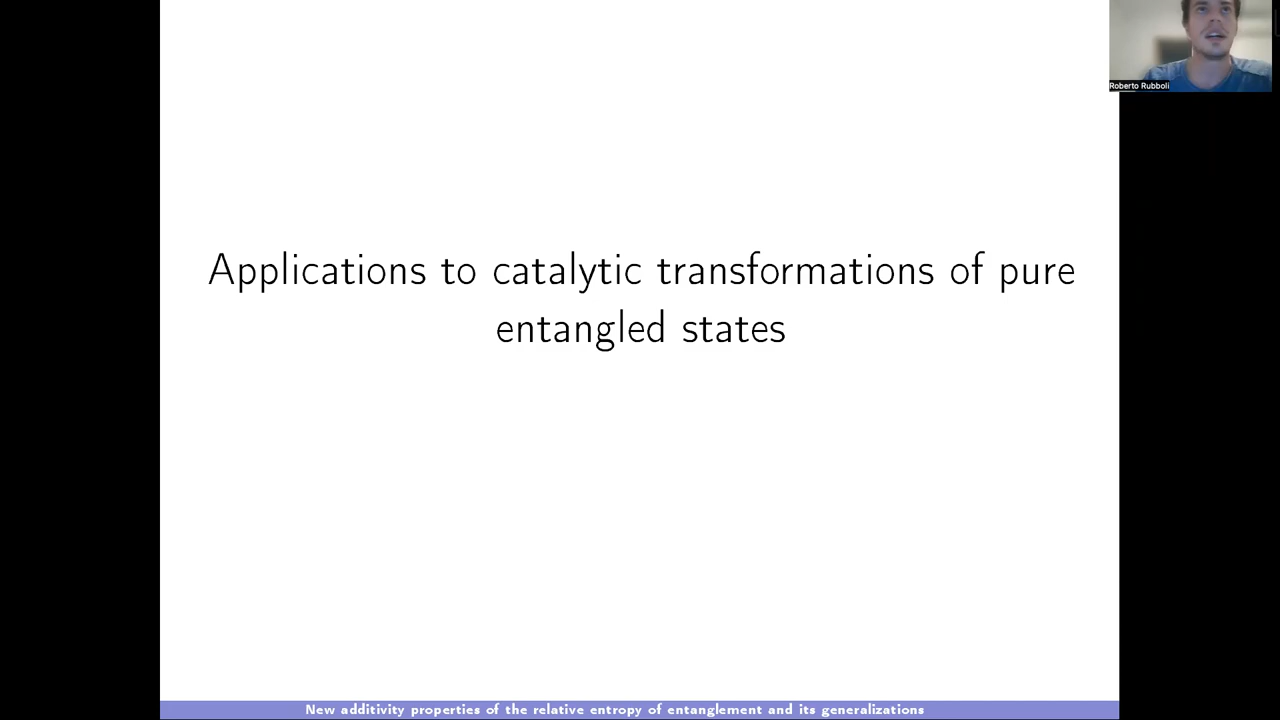 Roberto Rubboli
Applications to catalytic transformations of pure
entangled states
New additivity properties of the relative entropy of entanglement and its generalizations